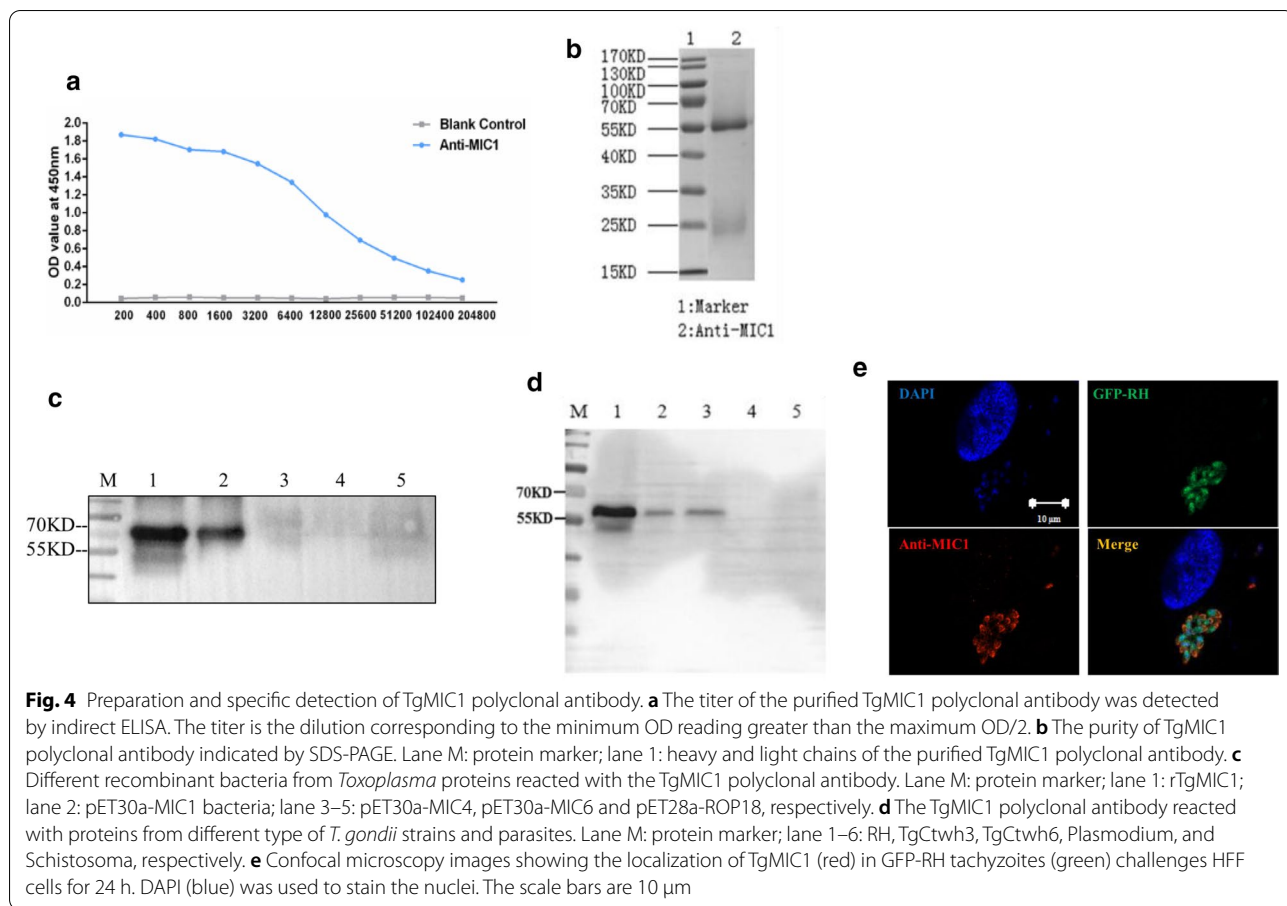 a
2.0
1.8
1.6
1.4
1.2
1.0
0.8
0.6
0.4
0.2
0.0
OD value at 450nm
Blank Control
Anti-MIC1
200 400 800 1600 3200 6400 12800 25600 51200 102400 204800
b
1 2
170KD
130KD
100KD
70KD
55KD
40KD
35KD
25KD
15KD
1:Marker
2:Anti-MIC1
c
M 1 2 3 4 5
70KD--
55KD--
d
M 1 2 3 4 5
70KD
55KD
e
DAPI
GFP-RH
10 μm
Anti-MIC1
Merge
Fig. 4 Preparation and specific detection of TgMIC1 polyclonal antibody. a The titer of the purified TgMIC1 polyclonal antibody was detected
by indirect ELISA. The titer is the dilution corresponding to the minimum OD reading greater than the maximum OD/2. b The purity of TgMIC1
polyclonal antibody indicated by SDS-PAGE. Lane M: protein marker; lane 1: heavy and light chains of the purified TgMIC1 polyclonal antibody. c
Different recombinant bacteria from Toxoplasma proteins reacted with the TgMIC1 polyclonal antibody. Lane M: protein marker; lane 1: rTgMIC1;
lane 2: pET30a-MIC1 bacteria; lane 3–5: pET30a-MIC4, pET30a-MIC6 and pET28a-ROP18, respectively. d The TgMIC1 polyclonal antibody reacted
with proteins from different type of T. gondii strains and parasites. Lane M: protein marker; lane 1–6: RH, TgCtwh3, TgCtwh6, Plasmodium, and
Schistosoma, respectively. e Confocal microscopy images showing the localization of TgMIC1 (red) in GFP-RH tachyzoites (green) challenges HFF
cells for 24 h. DAPI (blue) was used to stain the nuclei. The scale bars are 10 μm